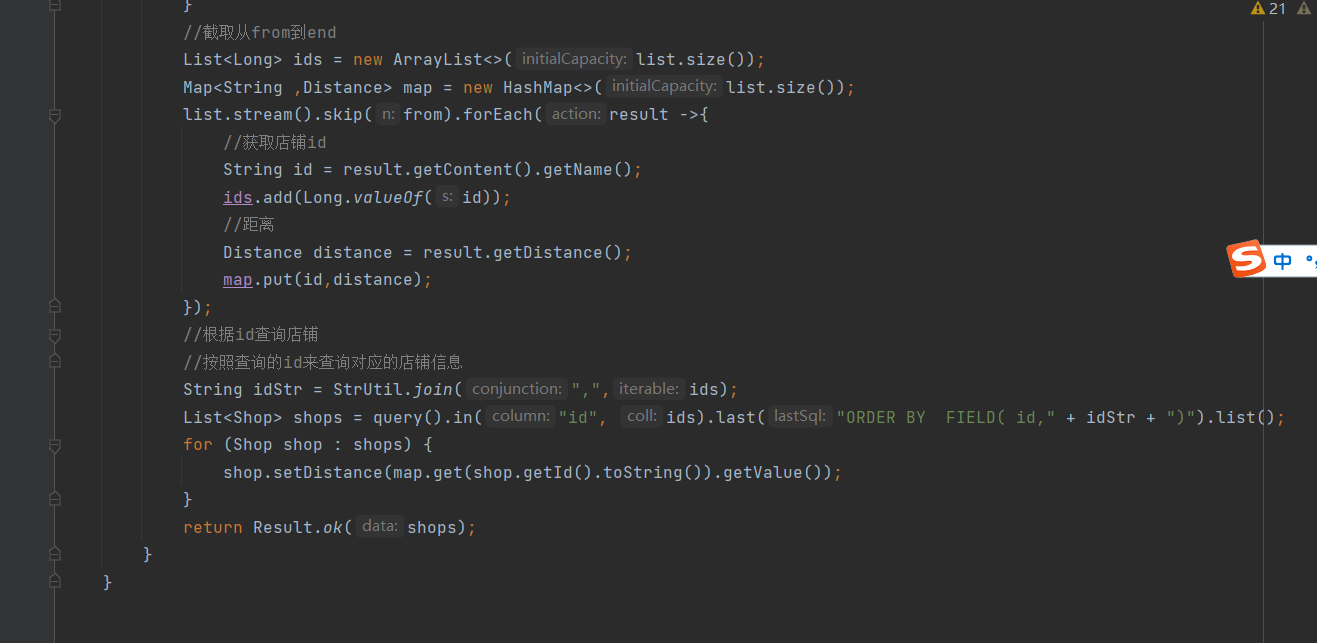 }
21
//截取从from到end
List<Long> ids = new ArrayList<>( initialCapacity: list.size());
Map<String ,Distance> map = new HashMap<>( initialCapacity: list.size());
list.stream().skip( n: from).forEach( action: result ->{
//获取店铺id
String id = result.getContent().getName();
ids.add(Long.valueOf( s: id));
//距离
Distance distance = result.getDistance();
map.put(id,distance);
});
//根据id查询店铺
//按照查询的id来查询对应的店铺信息
String idStr = StrUtil.join( conjunction: ",", iterable: ids);
List<Shop> shops = query().in( column: "id", coll: ids).last( lastSql: "ORDER BY  FIELD( id," + idStr + ")").list();
for (Shop shop : shops) {
shop.setDistance(map.get(shop.getId().toString()).getValue());
}
return Result.ok( data: shops);
}
}
S 中 °,